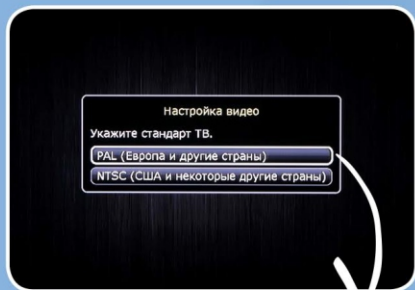 Настройка видео
Укажите стандарт ТВ.
PAL (Европа и другие страны)
NTSC (США и некоторые другие страны)